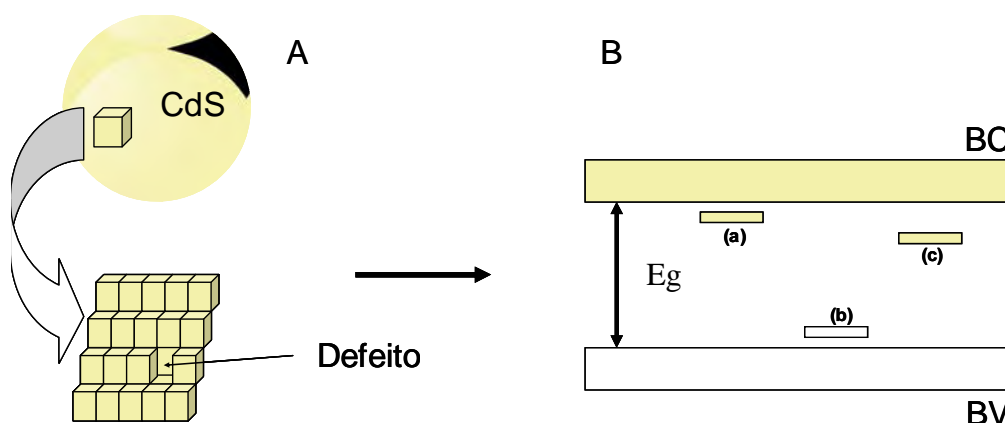 A
B
CdS
BC
(a)
(c)
Eg
(b)
Defeito
BV